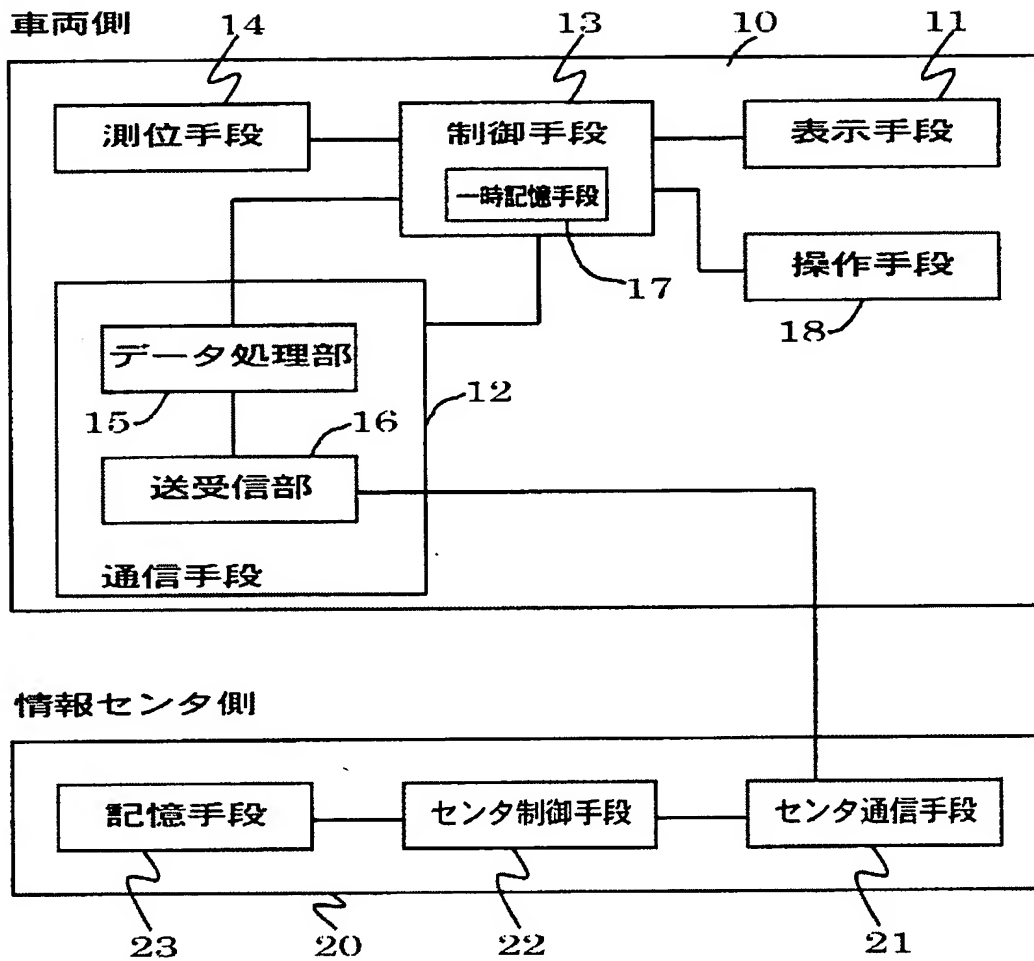 車両側
14
13
10
11
測位手段
制御手段
表示手段
一時記憶手段
17
操作手段
18
データ処理部
15
12
16
送受信部
通信手段
情報センタ側
記憶手段
センタ制御手段
センタ通信手段
23
20
22
21